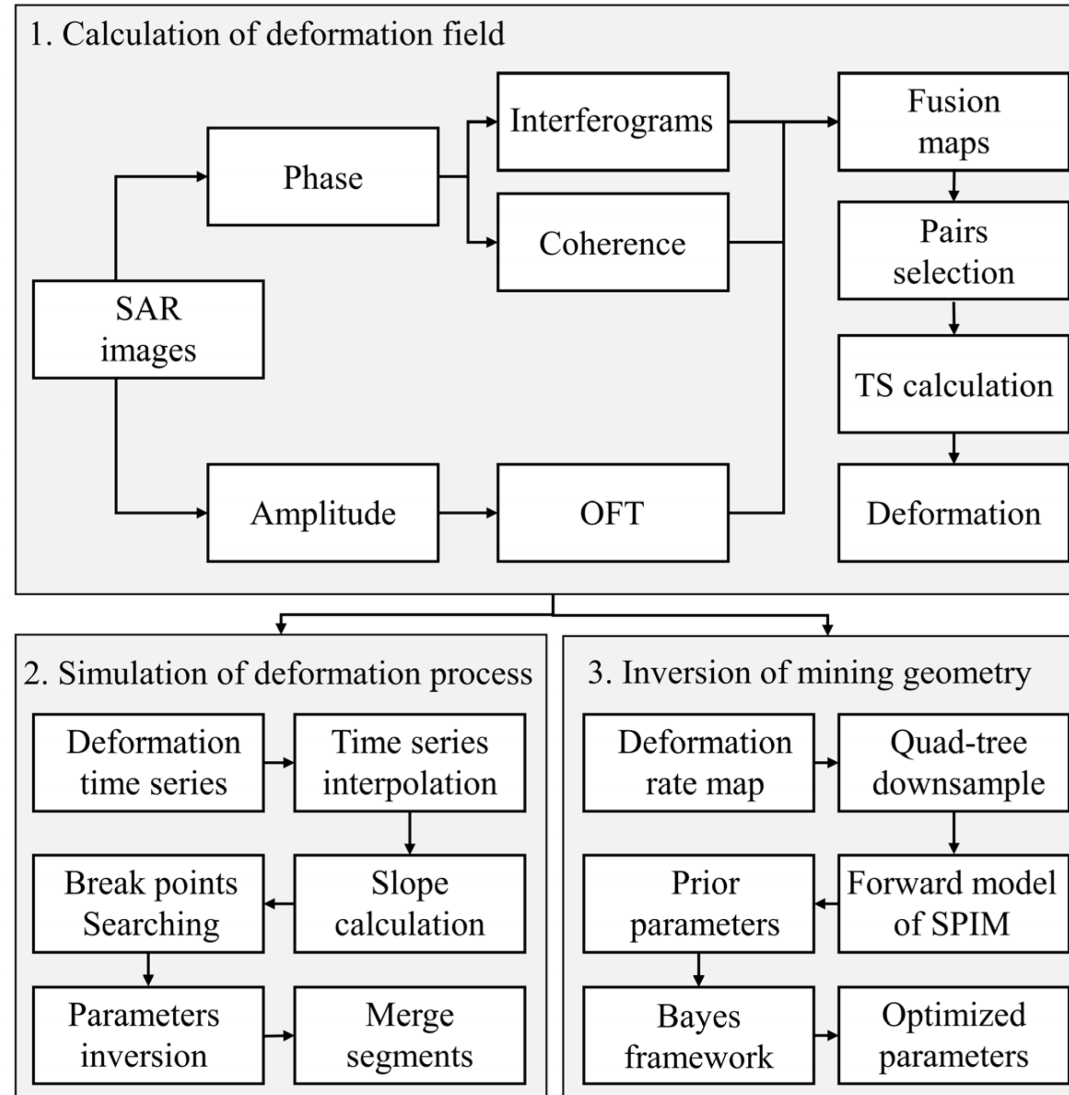 1. Calculation of deformation field
Interferograms
Fusion
maps
Phase
Coherence
Pairs
selection
SAR
images
TS calculation
Amplitude
OFT
Deformation
2. Simulation of deformation process
Deformation
time series
Time series
interpolation
Break points
Searching
Slope
calculation
Parameters
inversion
Merge
segments
3. Inversion of mining geometry
Deformation
rate map
Quad-tree
downsample
Prior
parameters
Forward model
of SPIM
Bayes
framework
Optimized
parameters